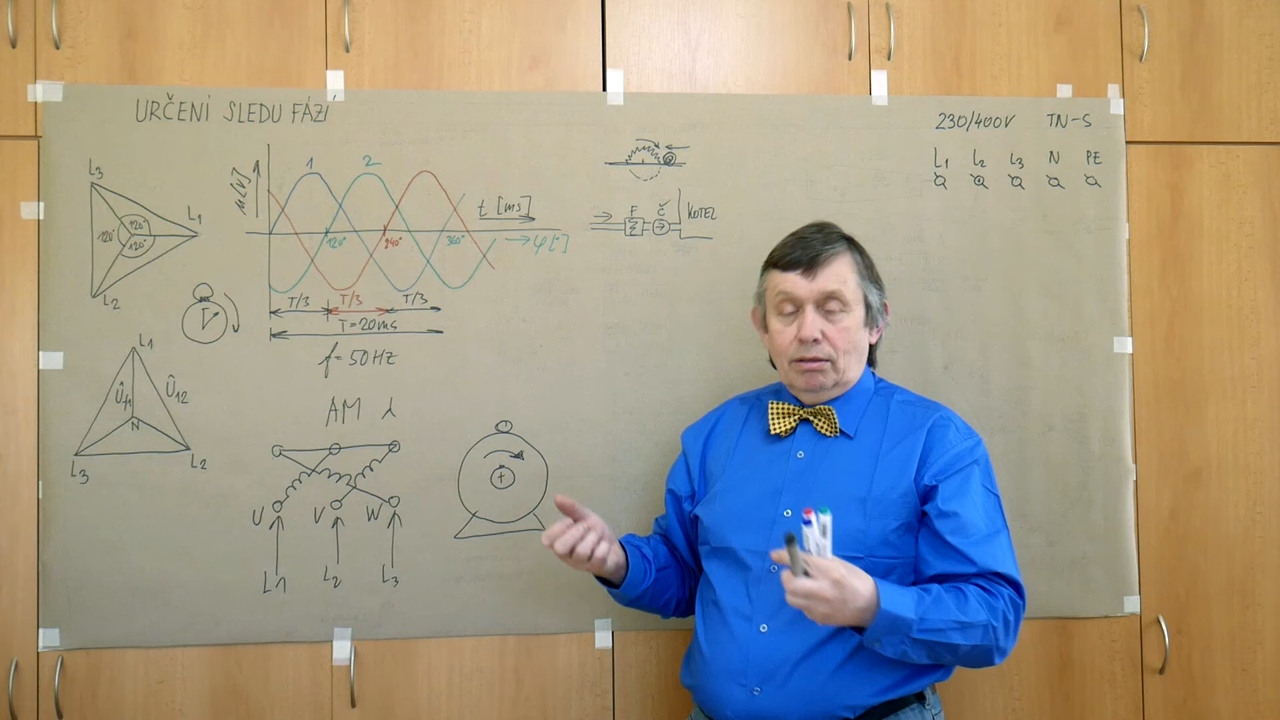 URČENÍ SLEDU FÁZÍ
230/400V TN-S
L1 L2 L3 N PE
L3
L1
L2
120° 120° 120°
u[V]
1 2
t [ms]
120° 240° 360°
φ[°]
T/3 T/3 T/3
T=20ms
f=50HZ
F Č KOTEL
L1
Û12
N
L3 L2
AM
U V W
L1 L2 L3